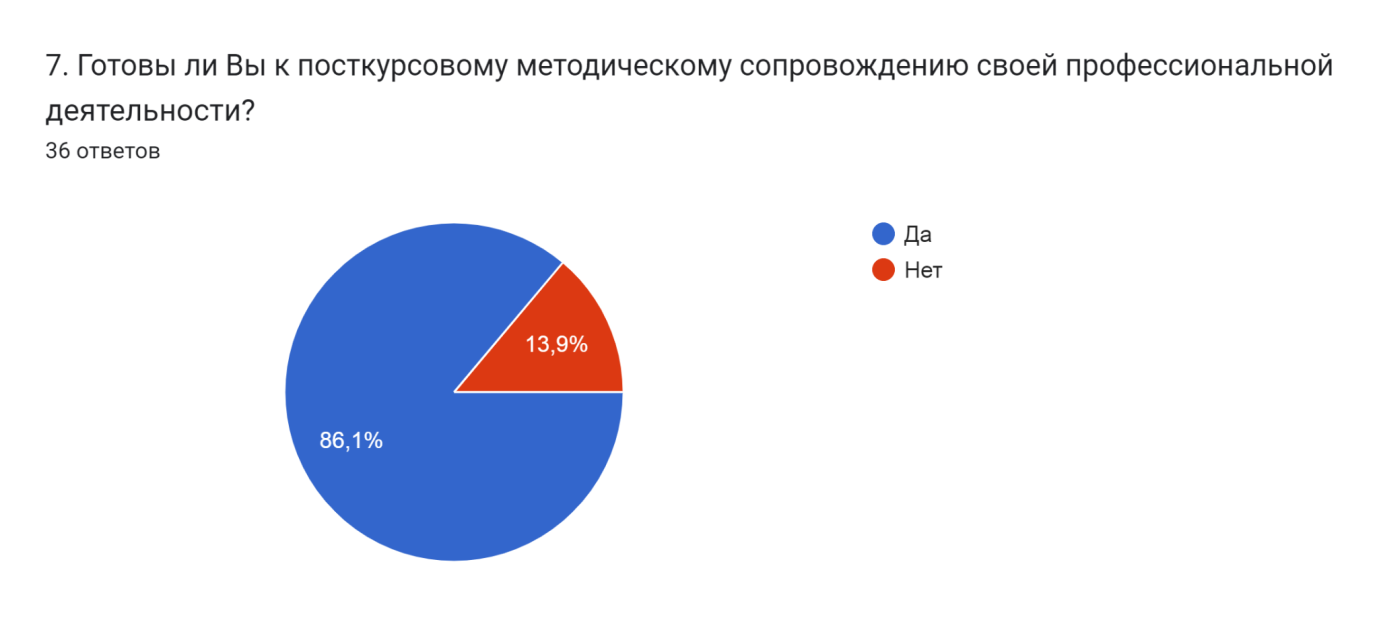 7. Готовы ли Вы к посткурсовому методическому сопровождению своей профессиональной
деятельности?
36 ответов
Да
Нет
13,9%
86,1%